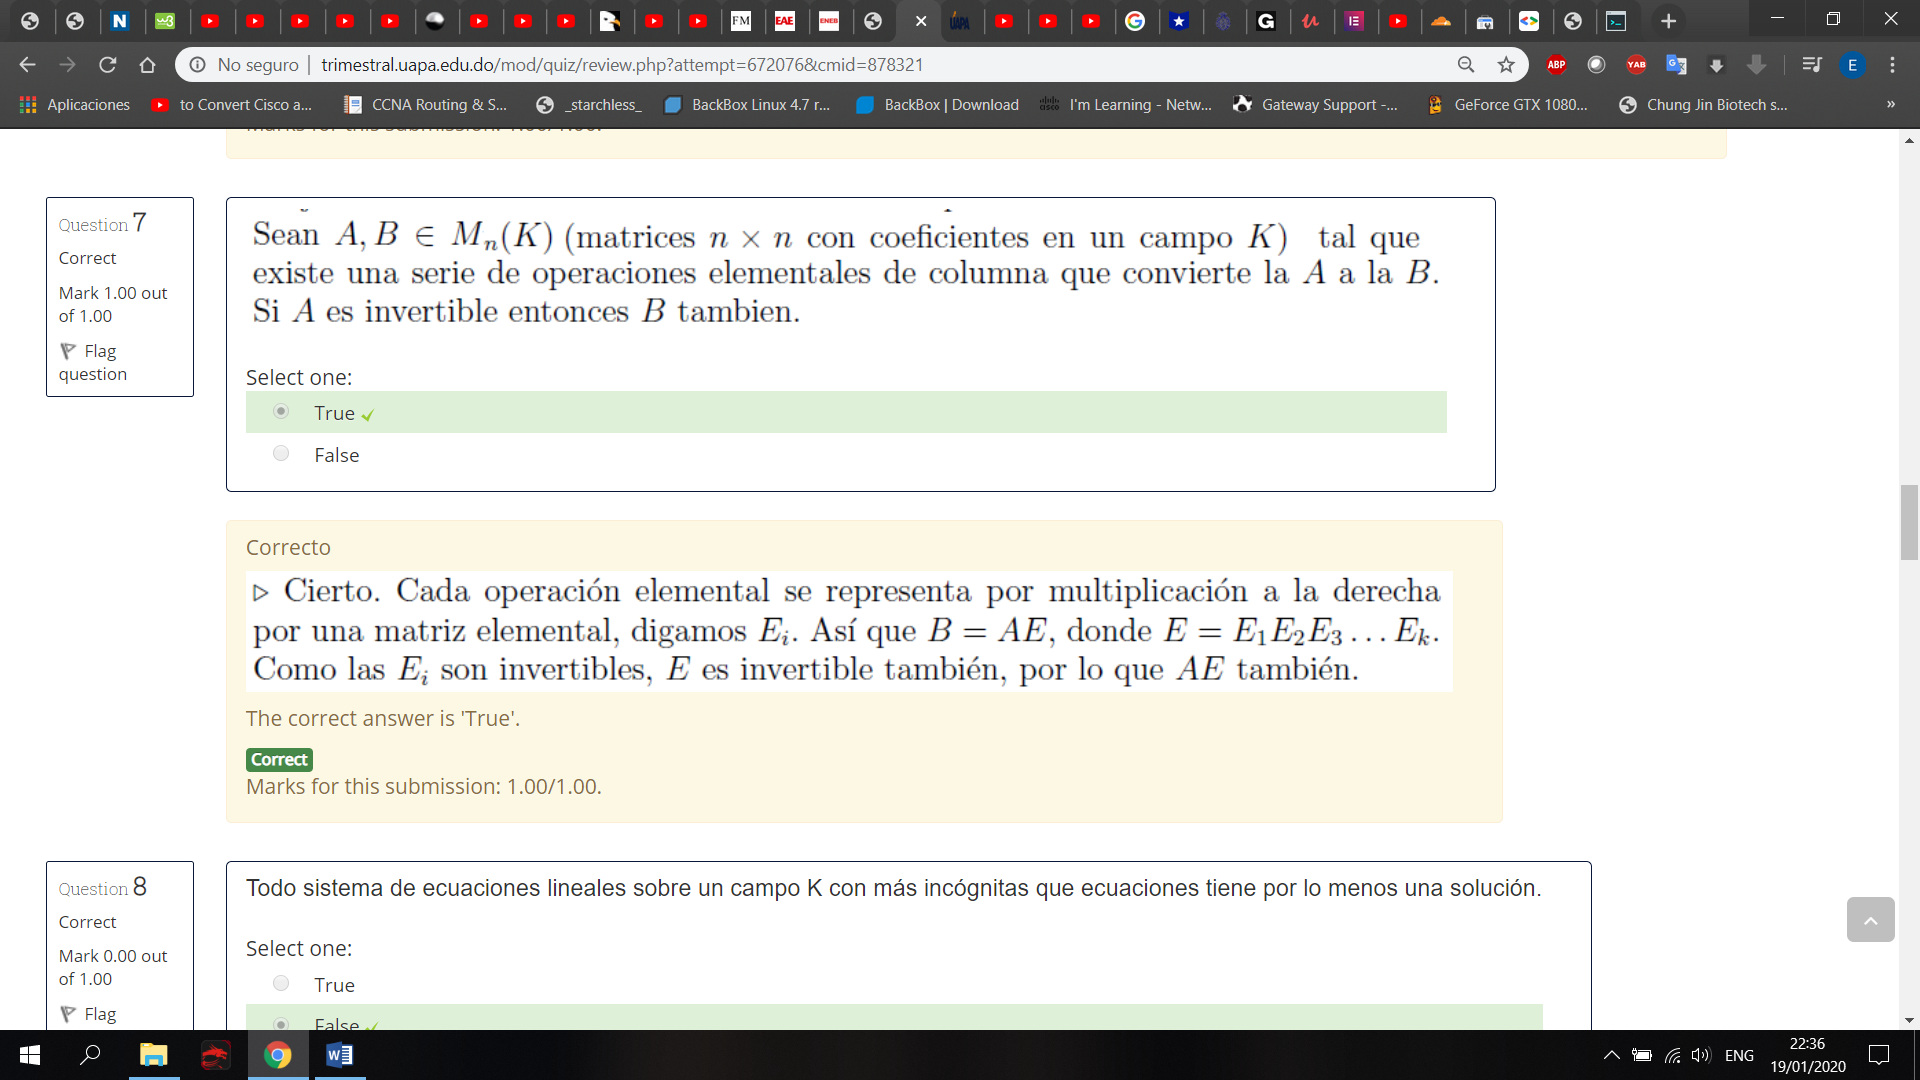 No seguro | trimestral.uapa.edu.do/mod/quiz/review.php?attempt=672076&cmid=878321
Aplicaciones to Convert Cisco a... CCNA Routing & S... _starchless_ BackBox Linux 4.7 r... BackBox | Download I'm Learning - Netw... Gateway Support -... GeForce GTX 1080... Chung Jin Biotech s... »
Marks for this submission: 1.00/1.00.
Question 7
Correct
Mark 1.00 out
of 1.00
Flag
question
Sean A, B ∈ Mₙ(K) (matrices n × n con coeficientes en un campo K) tal que
existe una serie de operaciones elementales de columna que convierte la A a la B.
Si A es invertible entonces B tambien.
Select one:
True
False
Correcto
▷ Cierto. Cada operación elemental se representa por multiplicación a la derecha
por una matriz elemental, digamos Eᵢ. Así que B = AE, donde E = E₁E₂E₃ . . . Eₖ.
Como las Eᵢ son invertibles, E es invertible también, por lo que AE también.
The correct answer is 'True'.
Correct
Marks for this submission: 1.00/1.00.
Question 8
Correct
Mark 0.00 out
of 1.00
Flag
Todo sistema de ecuaciones lineales sobre un campo K con más incógnitas que ecuaciones tiene por lo menos una solución.
Select one:
True
False
ENG
22:36
19/01/2020